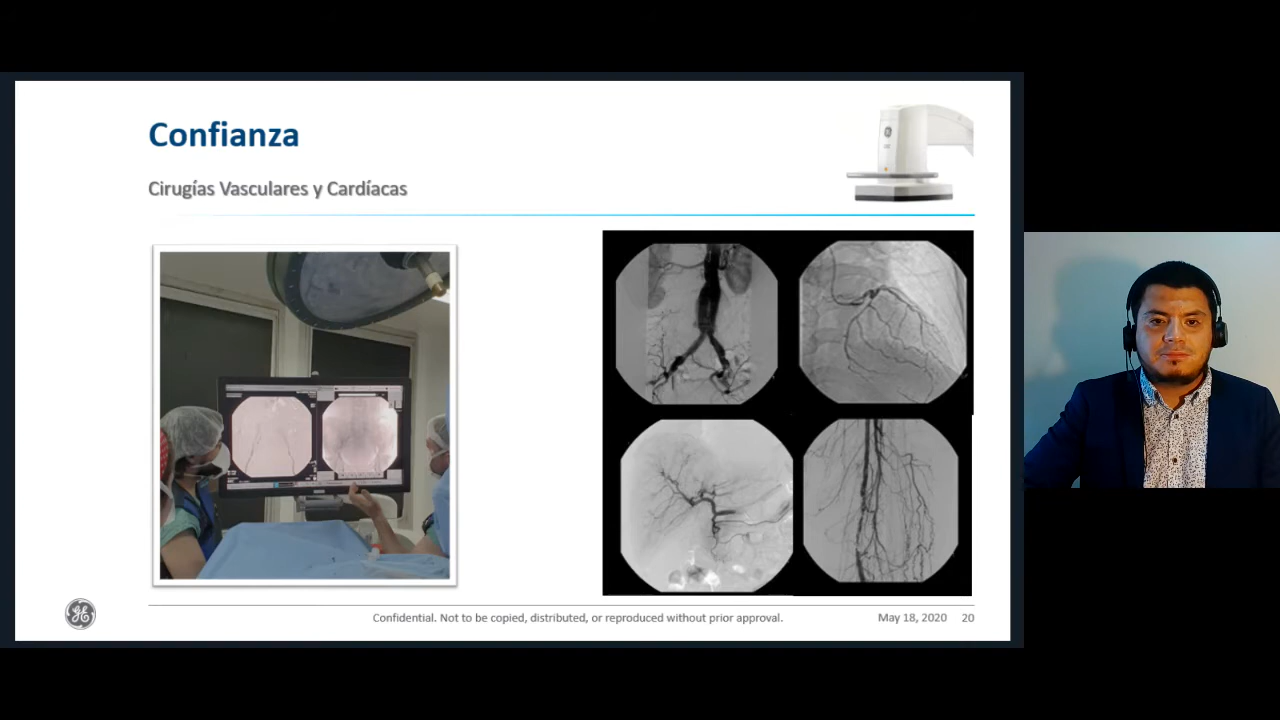 Confianza
Cirugías Vasculares y Cardíacas
Confidential. Not to be copied, distributed, or reproduced without prior approval.
May 18, 2020 20